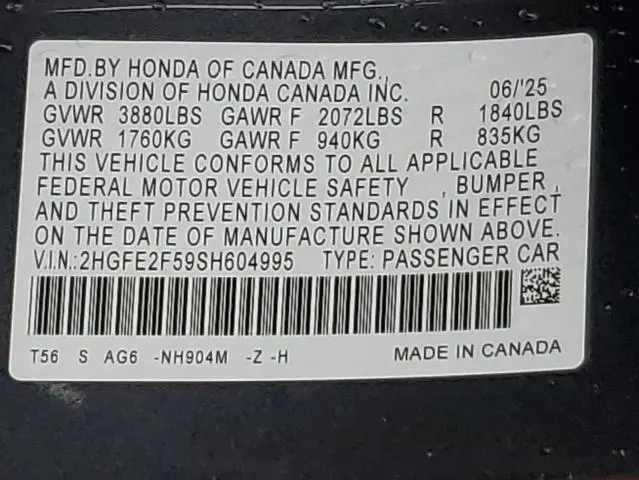 MFD.BY HONDA OF CANADA MFG.,
A DIVISION OF HONDA CANADA INC. 06/'25
GVWR 3880LBS GAWR F 2072LBS R 1840LBS
GVWR 1760KG GAWR F 940KG R 835KG
THIS VEHICLE CONFORMS TO ALL APPLICABLE
FEDERAL MOTOR VEHICLE SAFETY , BUMPER ,
AND THEFT PREVENTION STANDARDS IN EFFECT
ON THE DATE OF MANUFACTURE SHOWN ABOVE.
V.I.N.:2HGFE2F59SH604995 TYPE: PASSENGER CAR
T56 S AG6 -NH904M -Z -H MADE IN CANADA